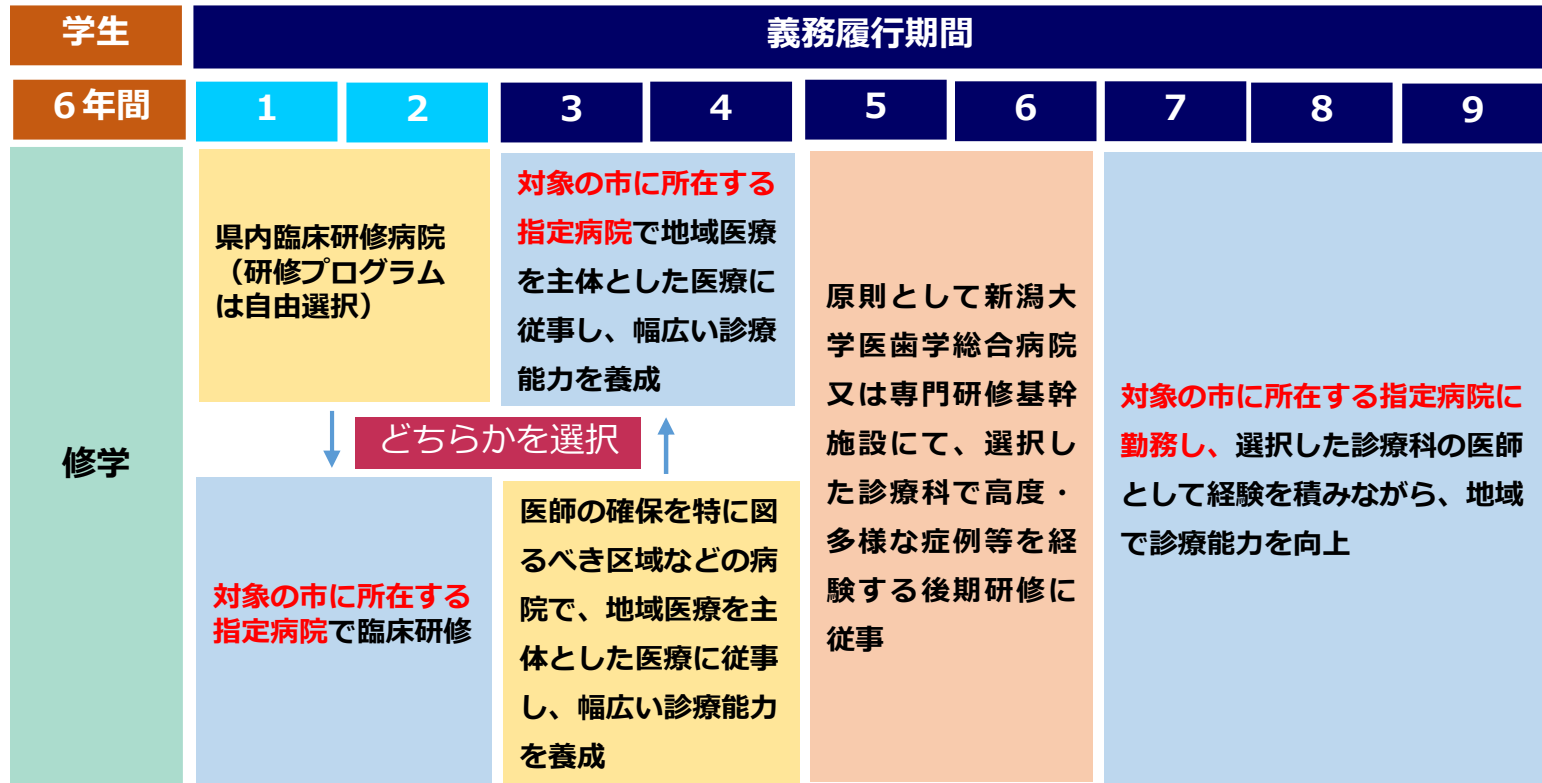 学生
義務履行期間
６年間
1
2
3
4
5
6
7
8
9
修学
県内臨床研修病院
（研修プログラム
は自由選択）
対象の市に所在する
指定病院で地域医療
を主体とした医療に
従事し、幅広い診療
能力を養成
どちらかを選択
対象の市に所在する
指定病院で臨床研修
医師の確保を特に図
るべき区域などの病
院で、地域医療を主
体とした医療に従事
し、幅広い診療能力
を養成
原則として新潟大
学医歯学総合病院
又は専門研修基幹
施設にて、選択し
た診療科で高度・
多様な症例等を経
験する後期研修に
従事
対象の市に所在する指定病院に
勤務し、選択した診療科の医師
として経験を積みながら、地域
で診療能力を向上